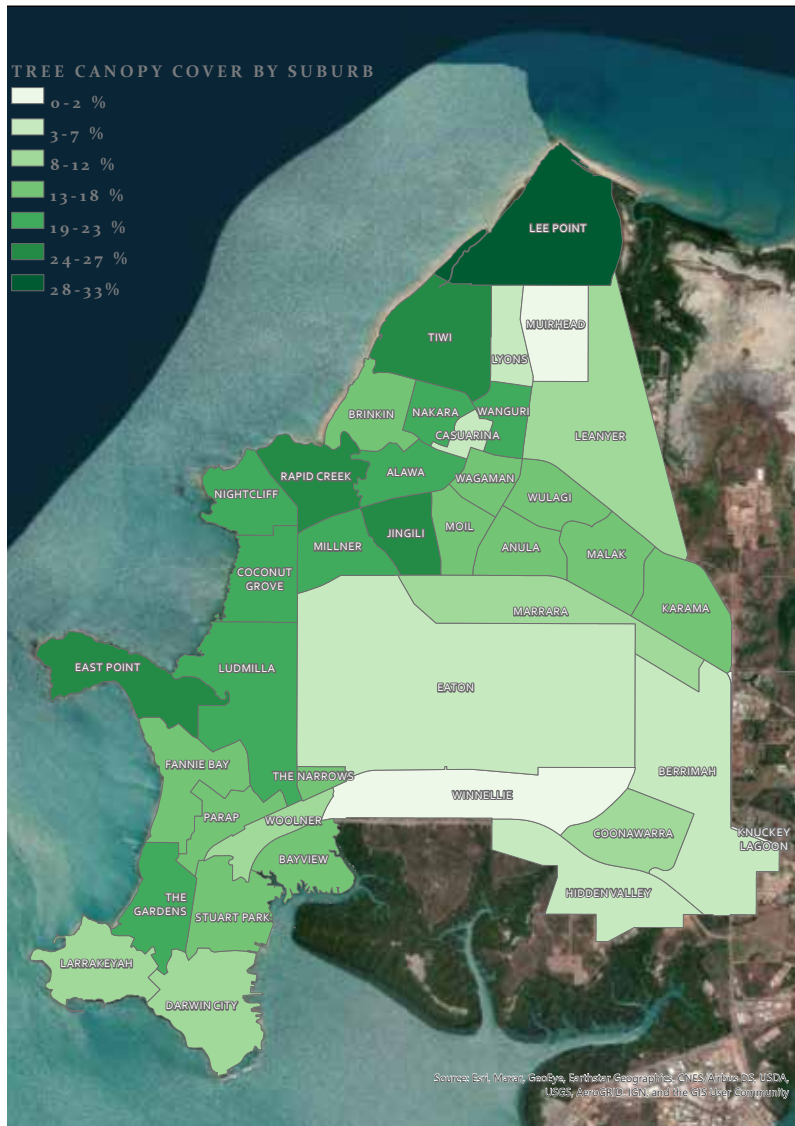 TREE CANOPY COVER BY SUBURB
0-2 %
3-7 %
8-12 %
13-18 %
19-23 %
24-27 %
28-33%
LEE POINT
MUIRHEAD
TIWI
LYONS
BRINKIN
NAKARA
WANGURI
CASUARINA
LEANYER
RAPID CREEK
ALAWA
WAGAMAN
NIGHTCLIFF
WULAGI
JINGILI
MOIL
MILLNER
ANULA
MALAK
COCONUT
GROVE
KARAMA
MARRARA
EAST POINT
LUDMILLA
EATON
FANNIE BAY
THE NARROWS
BERRIMAH
WINNELLIE
PARAP
WOOLNER
COONAWARRA
KNUCKEY
LAGOON
BAYVIEW
HIDDEN VALLEY
THE
GARDENS
STUART PARK
LARRAKEYAH
DARWIN CITY
Source: Esri, Maxar, GeoEye, Earthstar Geographics, CNES/Airbus DS, USDA,
USGS, AeroGRID, IGN, and the GIS User Community